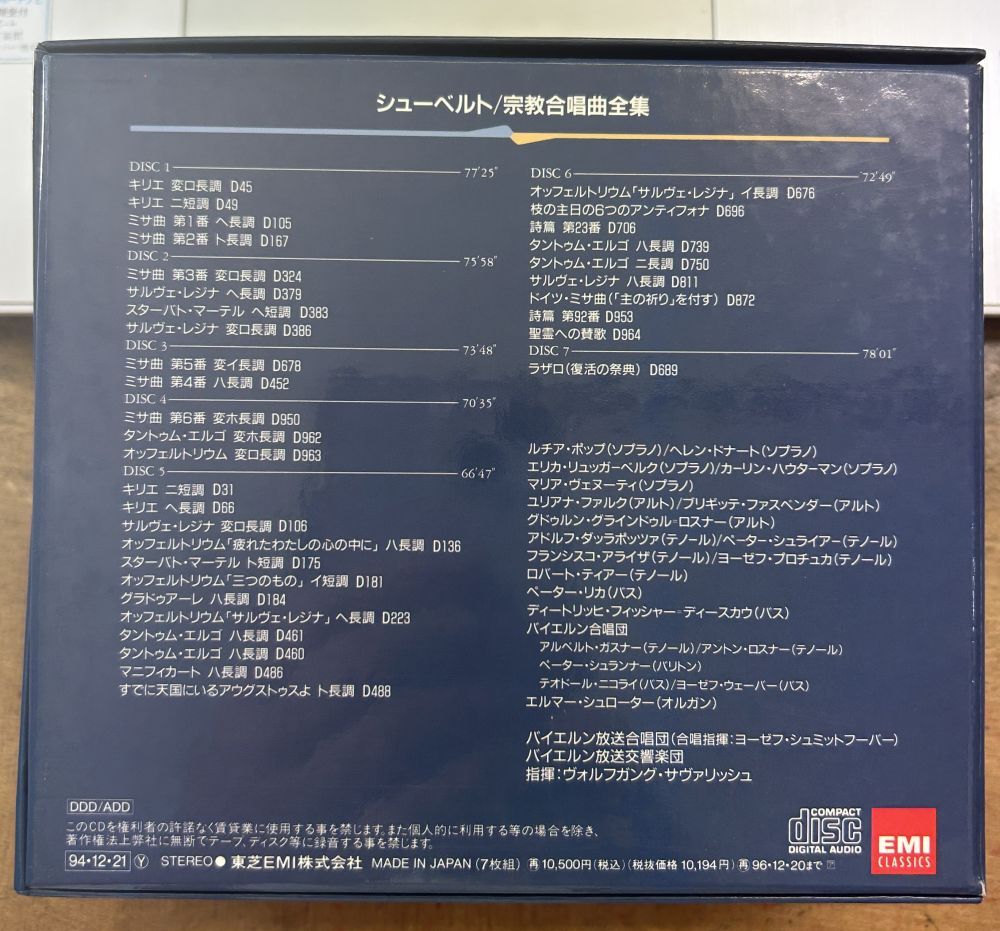 シューベルト/宗教合唱曲全集
DISC 1 77'25"
キリエ 変ロ長調 D45
キリエ ニ短調 D49
ミサ曲 第1番 ヘ長調 D105
ミサ曲 第2番 ト長調 D167
DISC 2 75'58"
ミサ曲 第3番 変ロ長調 D324
サルヴェ・レジナ ヘ長調 D379
スターバト・マーテル ヘ短調 D383
サルヴェ・レジナ 変ロ長調 D386
DISC 3 73'48"
ミサ曲 第5番 変イ長調 D678
ミサ曲 第4番 ハ長調 D452
DISC 4 70'35"
ミサ曲 第6番 変ホ長調 D950
タントゥム・エルゴ 変ホ長調 D962
オッフェルトリウム 変ロ長調 D963
DISC 5 66'47"
キリエ ニ短調 D31
キリエ ヘ長調 D66
サルヴェ・レジナ 変ロ長調 D106
オッフェルトリウム「疲れたわたしの心の中に」ハ長調 D136
スターバト・マーテル ト短調 D175
オッフェルトリウム「三つのもの」イ短調 D181
グラドゥアーレ ハ長調 D184
オッフェルトリウム「サルヴェ・レジナ」ヘ長調 D223
タントゥム・エルゴ ハ長調 D461
タントゥム・エルゴ ハ長調 D460
マニフィカート ハ長調 D486
すでに天国にいるアウグストゥスよ ト長調 D488
DISC 6 72'49"
オッフェルトリウム「サルヴェ・レジナ」イ長調 D676
枝の主日の6つのアンティフォナ D696
詩篇 第23番 D706
タントゥム・エルゴ ハ長調 D739
タントゥム・エルゴ ニ長調 D750
サルヴェ・レジナ ハ長調 D811
ドイツ・ミサ曲(「主の祈り」を付す) D872
詩篇 第92番 D953
聖霊への賛歌 D964
DISC 7 78'01"
ラザロ(復活の祭典) D689
ルチア・ポップ(ソプラノ)/ヘレン・ドナート(ソプラノ)
エリカ・リュッガーベルク(ソプラノ)/カーリン・ハウターマン(ソプラノ)
マリア・ヴェヌーティ(ソプラノ)
ユリアナ・ファルク(アルト)/ブリギッテ・ファスベンダー(アルト)
グドゥルン・グラインドゥル=ロスナー(アルト)
アドルフ・ダッラポッツァ(テノール)/ペーター・シュライアー(テノール)
フランシスコ・アライサ(テノール)/ヨーゼフ・プロチュカ(テノール)
ロバート・ティアー(テノール)
ペーター・リカ(バス)
ディートリッヒ・フィッシャー=ディースカウ(バス)
バイエルン合唱団
アルベルト・ガスナー(テノール)/アントン・ロスナー(テノール)
ペーター・シュランナー(バリトン)
テオドール・ニコライ(バス)/ヨーゼフ・ウェーバー(バス)
エルマー・シュローター(オルガン)
バイエルン放送合唱団(合唱指揮:ヨーゼフ・シュミットフーバー)
バイエルン放送交響楽団
指揮:ヴォルフガング・サヴァリッシュ
DDD/ADD
このCDを権利者の許諾なく賃貸業に使用する事を禁じます。また個人的に利用する等の場合を除き、
著作権法上弊社に無断でテープ、ディスク等に録音する事を禁じます。
94・12・21 Ⓨ STEREO● 東芝EMI株式会社 MADE IN JAPAN (7枚組) 再 10,500円(税込)(税抜価格 10,194円) 再 96・12・20まで
COMPACT
disc
DIGITAL AUDIO
EMI
CLASSICS